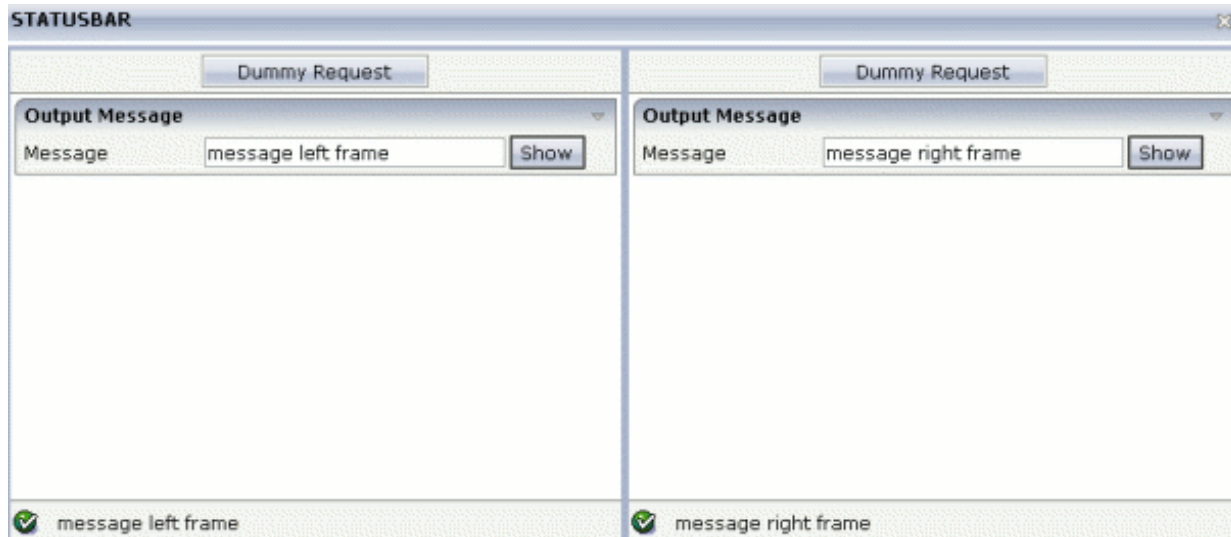 STATUSBAR
Dummy Request
Output Message
Message message left frame Show
message left frame
Dummy Request
Output Message
Message message right frame Show
message right frame